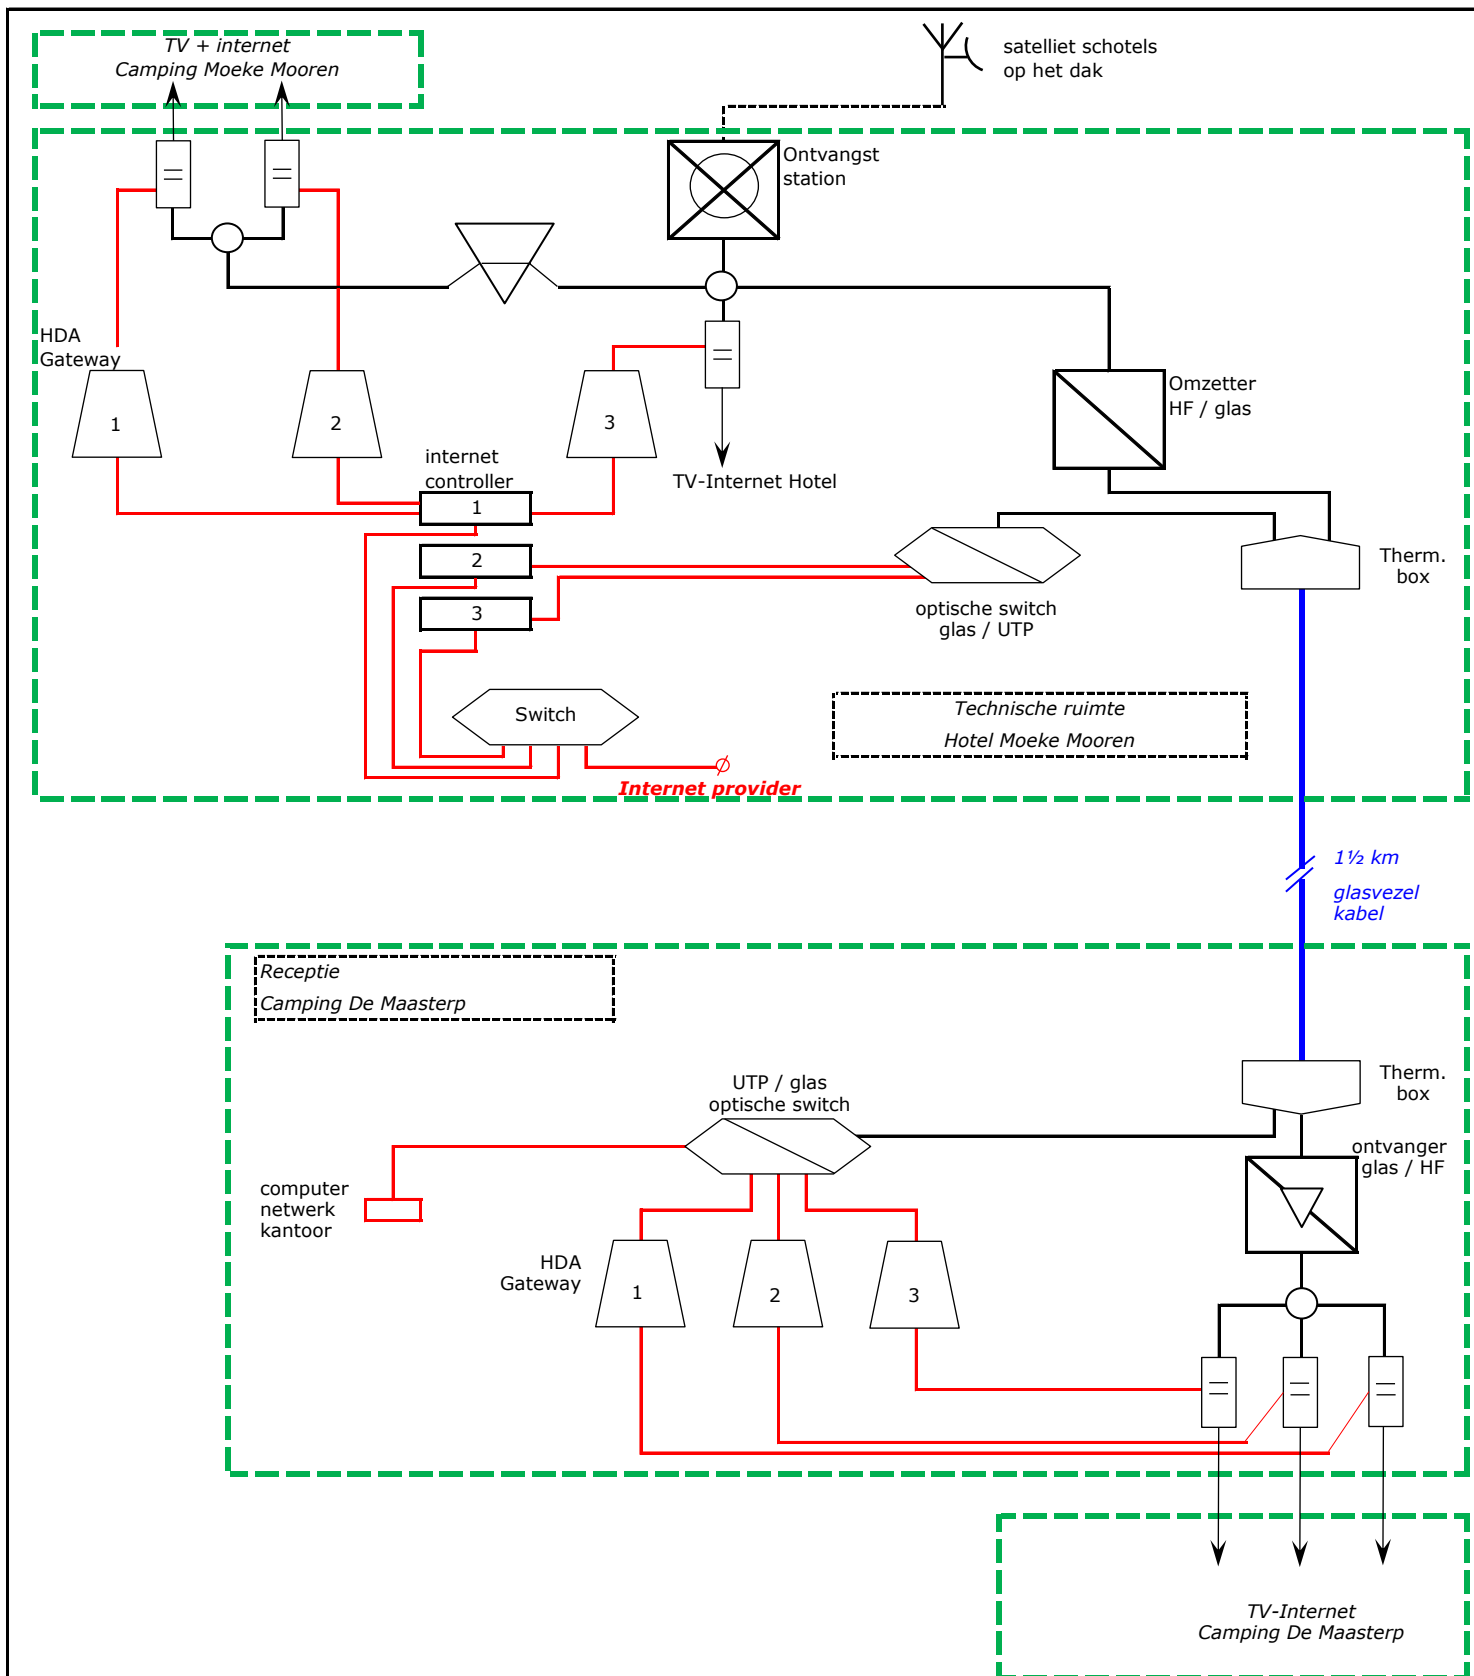 TV + internet
Camping Moeke Mooren
satelliet schotels
op het dak
Ontvangst
station
HDA
Gateway
1
2
3
Omzetter
HF / glas
internet
controller
TV-Internet Hotel
1
2
3
optische switch
glas / UTP
Therm.
box
Switch
Technische ruimte
Hotel Moeke Mooren
Internet provider
1½ km
glasvezel
kabel
Receptie
Camping De Maasterp
UTP / glas
optische switch
Therm.
box
ontvanger
glas / HF
computer
netwerk
kantoor
HDA
Gateway
1
2
3
TV-Internet
Camping De Maasterp